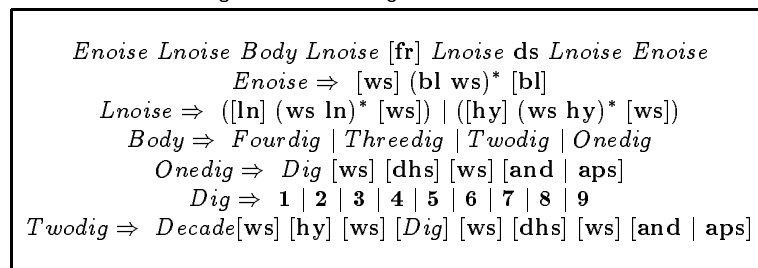 Enoise Lnoise Body Lnoise [fr] Lnoise ds Lnoise Enoise
Enoise ⇒ [ws] (bl ws)* [bl]
Lnoise ⇒ ([ln] (ws ln)* [ws]) | ([hy] (ws hy)* [ws])
Body ⇒ Fourdig | Threedig | Twodig | Onedig
Onedig ⇒ Dig [ws] [dhs] [ws] [and | aps]
Dig ⇒ 1 | 2 | 3 | 4 | 5 | 6 | 7 | 8 | 9
Twodig ⇒ Decade[ws] [hy] [ws] [Dig] [ws] [dhs] [ws] [and | aps]